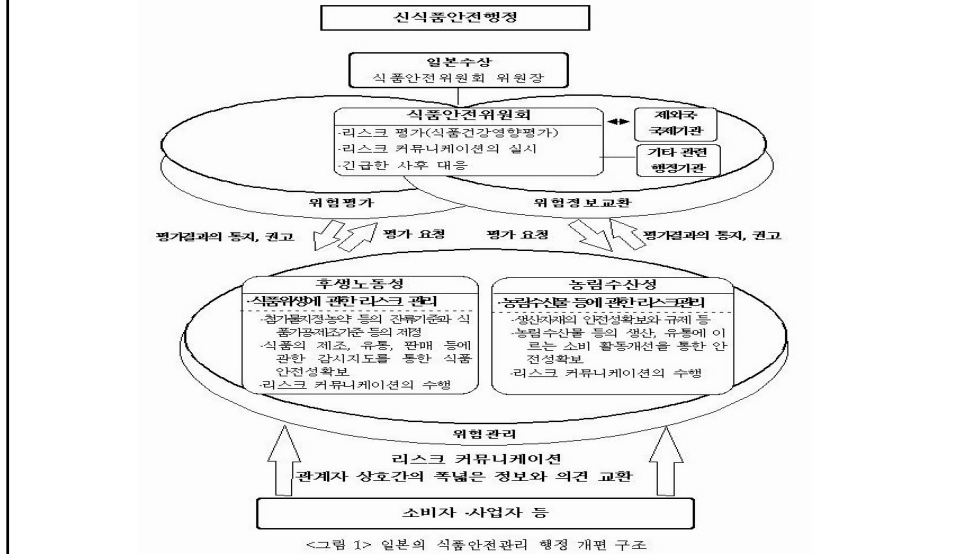 신식품안전행정
일본수상
식품안전위원회 위원장
식품안전위원회
·리스크 평가(식품건강영향평가)
·리스크 커뮤니케이션의 실시
·긴급한 사후 대응
제외국
국제기관
기타 관련
행정기관
위험평가
위험정보교환
평가결과의 통지, 권고
평가 요청
평가 요청
평가결과의 통지, 권고
후생노동성
·식품위생에 관한 리스크 관리
·첨가물지정농약 등의 잔류기준과 식
품가공제조기준 등의 제정
·식품의 제조, 유통, 판매 등에
관한 감시지도를 통한 식품
안전성확보
·리스크 커뮤니케이션의 수행
농림수산성
·농림수산물 등에 관한 리스크관리
·생산자재의 안전성확보와 규제 등
·농림수산물 등의 생산, 유통에 이
르는 소비 활동개선을 통한 안
전성확보
·리스크 커뮤니케이션의 수행
위험관리
리스크 커뮤니케이션
관계자 상호간의 폭넓은 정보와 의견 교환
소비자·사업자 등
<그림 1> 일본의 식품안전관리 행정 개편 구조